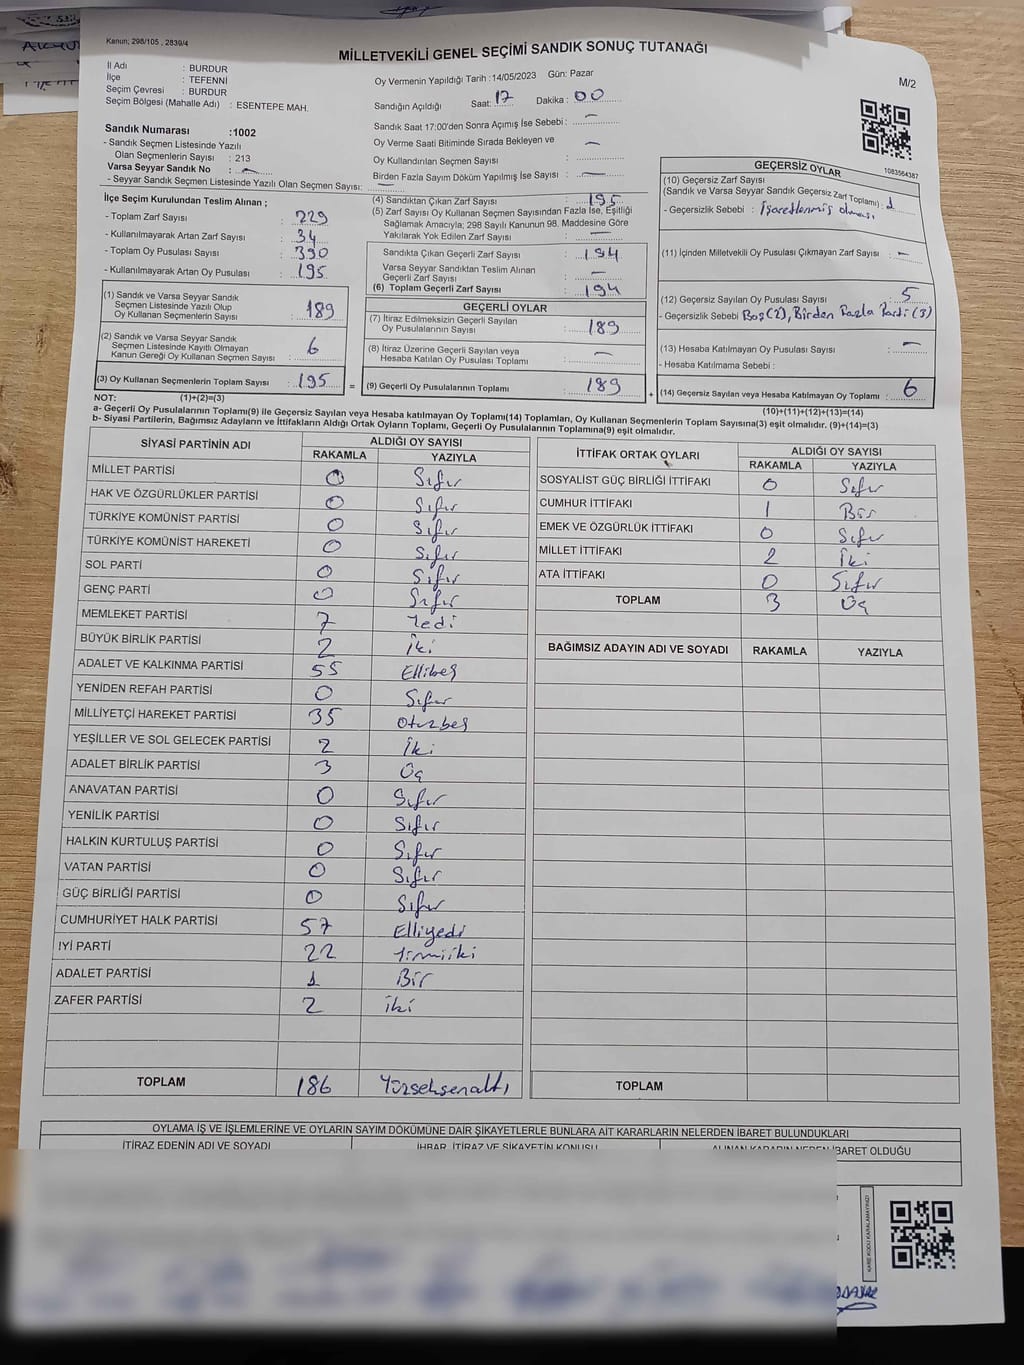 Kanun; 298/105 , 2839/4
MİLLETVEKİLİ GENEL SEÇİMİ SANDIK SONUÇ TUTANAĞI
M/2
İl Adı : BURDUR
İlçe : TEFENNİ
Seçim Çevresi : BURDUR
Seçim Bölgesi (Mahalle Adı) : ESENTEPE MAH.
Sandık Numarası :1002
- Sandık Seçmen Listesinde Yazılı
Olan Seçmenlerin Sayısı : 213
Varsa Seyyar Sandık No : —
- Seyyar Sandık Seçmen Listesinde Yazılı Olan Seçmen Sayısı: —
Oy Vermenin Yapıldığı Tarih : 14/05/2023 Gün: Pazar
Sandığın Açıldığı Saat: 17 Dakika : 00
Sandık Saat 17:00'den Sonra Açımış İse Sebebi : —
Oy Verme Saati Bitiminde Sırada Bekleyen ve
Oy Kullandırılan Seçmen Sayısı : —
Birden Fazla Sayım Döküm Yapılmış İse Sayısı : —
1083564387
İlçe Seçim Kurulundan Teslim Alınan ;
- Toplam Zarf Sayısı : 229
- Kullanılmayarak Artan Zarf Sayısı : 34
- Toplam Oy Pusulası Sayısı : 390
- Kullanılmayarak Artan Oy Pusulası : 195
(1) Sandık ve Varsa Seyyar Sandık
Seçmen Listesinde Yazılı Olup
Oy Kullanan Seçmenlerin Sayısı : 189
(2) Sandık ve Varsa Seyyar Sandık
Seçmen Listesinde Kayıtlı Olmayan
Kanun Gereği Oy Kullanan Seçmen Sayısı : 6
(3) Oy Kullanan Seçmenlerin Toplam Sayısı : 195 =
(4) Sandıktan Çıkan Zarf Sayısı : 195
(5) Zarf Sayısı Oy Kullanan Seçmen Sayısından Fazla İse, Eşitliği
Sağlamak Amacıyla; 298 Sayılı Kanunun 98. Maddesine Göre
Yakılarak Yok Edilen Zarf Sayısı : —
Sandıkta Çıkan Geçerli Zarf Sayısı : 194
Varsa Seyyar Sandıktan Teslim Alınan
Geçerli Zarf Sayısı : —
(6) Toplam Geçerli Zarf Sayısı : 194
GEÇERLİ OYLAR
(7) İtiraz Edilmeksizin Geçerli Sayılan
Oy Pusulalarının Sayısı : 189
(8) İtiraz Üzerine Geçerli Sayılan veya
Hesaba Katılan Oy Pusulası Toplamı : —
(9) Geçerli Oy Pusulalarının Toplamı : 189 +
GEÇERSİZ OYLAR
(10) Geçersiz Zarf Sayısı
(Sandık ve Varsa Seyyar Sandık Geçersiz Zarf Toplamı) : 1
- Geçersizlik Sebebi : İşaretlenmiş olması
(11) İçinden Milletvekili Oy Pusulası Çıkmayan Zarf Sayısı : —
(12) Geçersiz Sayılan Oy Pusulası Sayısı : 5
- Geçersizlik Sebebi Boş(2), Birden Fazla Parti (3)
(13) Hesaba Katılmayan Oy Pusulası Sayısı : —
- Hesaba Katılmama Sebebi :
(14) Geçersiz Sayılan veya Hesaba Katılmayan Oy Toplamı : 6
NOT: (1)+(2)=(3) (10)+(11)+(12)+(13)=(14)
a- Geçerli Oy Pusulalarının Toplamı(9) ile Geçersiz Sayılan veya Hesaba katılmayan Oy Toplamı(14) Toplamları, Oy Kullanan Seçmenlerin Toplam Sayısına(3) eşit olmalıdır. (9)+(14)=(3)
b- Siyasi Partilerin, Bağımsız Adayların ve İttifakların Aldığı Ortak Oyların Toplamı, Geçerli Oy Pusulalarının Toplamına(9) eşit olmalıdır.
SİYASİ PARTİNİN ADI ALDIĞI OY SAYISI
RAKAMLA YAZIYLA
MİLLET PARTİSİ 0 Sıfır
HAK VE ÖZGÜRLÜKLER PARTİSİ 0 Sıfır
TÜRKİYE KOMÜNİST PARTİSİ 0 Sıfır
TÜRKİYE KOMÜNİST HAREKETİ 0 Sıfır
SOL PARTİ 0 Sıfır
GENÇ PARTİ 0 Sıfır
MEMLEKET PARTİSİ 7 Yedi
BÜYÜK BİRLİK PARTİSİ 2 İki
ADALET VE KALKINMA PARTİSİ 55 Ellibeş
YENİDEN REFAH PARTİSİ 0 Sıfır
MİLLİYETÇİ HAREKET PARTİSİ 35 Otuzbeş
YEŞİLLER VE SOL GELECEK PARTİSİ 2 İki
ADALET BİRLİK PARTİSİ 3 Üç
ANAVATAN PARTİSİ 0 Sıfır
YENİLİK PARTİSİ 0 Sıfır
HALKIN KURTULUŞ PARTİSİ 0 Sıfır
VATAN PARTİSİ 0 Sıfır
GÜÇ BİRLİĞİ PARTİSİ 0 Sıfır
CUMHURİYET HALK PARTİSİ 57 Elliyedi
İYİ PARTİ 22 Yirmiiki
ADALET PARTİSİ 1 Bir
ZAFER PARTİSİ 2 iki
TOPLAM 186 Yüzseksenaltı
İTTİFAK ORTAK OYLARI ALDIĞI OY SAYISI
RAKAMLA YAZIYLA
SOSYALİST GÜÇ BİRLİĞİ İTTİFAKI 0 Sıfır
CUMHUR İTTİFAKI 1 Bir
EMEK VE ÖZGÜRLÜK İTTİFAKI 0 Sıfır
MİLLET İTTİFAKI 2 İki
ATA İTTİFAKI 0 Sıfır
TOPLAM 3 Üç
BAĞIMSIZ ADAYIN ADI VE SOYADI RAKAMLA YAZIYLA
TOPLAM
OYLAMA İŞ VE İŞLEMLERİNE VE OYLARIN SAYIM DÖKÜMÜNE DAİR ŞİKAYETLERLE BUNLARA AİT KARARLARIN NELERDEN İBARET BULUNDUKLARI
İTİRAZ EDENİN ADI VE SOYADI İHBAR, İTİRAZ VE ŞİKAYETİN KONUSU ALINAN KARARIN NEDEN İBARET OLDUĞU
KARE KODU KARALAMAYINIZ!